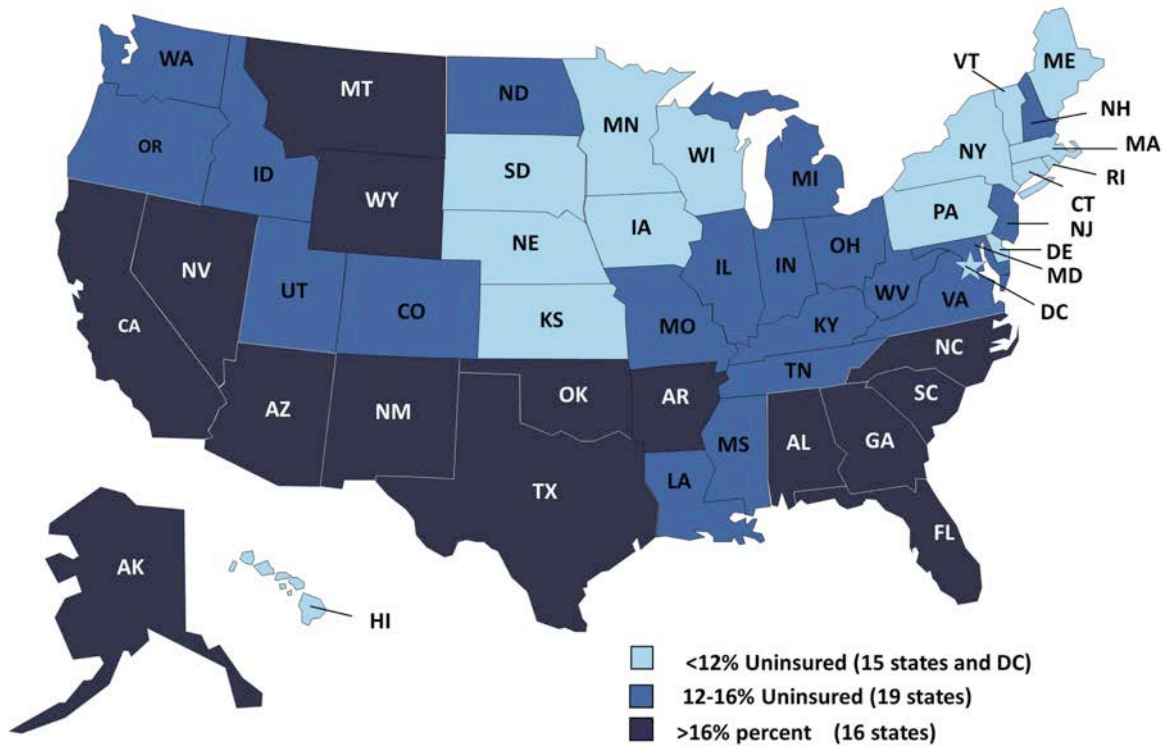 WA
MT
ND
MN
VT
ME
NH
MA
RI
CT
NJ
DE
MD
DC
OR
ID
WY
SD
WI
MI
NY
PA
NE
IA
NV
UT
CO
KS
IL
IN
OH
WV
VA
MO
KY
CA
AZ
NM
OK
AR
TN
NC
SC
TX
MS
AL
GA
LA
FL
AK
HI
<12% Uninsured (15 states and DC)
12-16% Uninsured (19 states)
>16% percent (16 states)